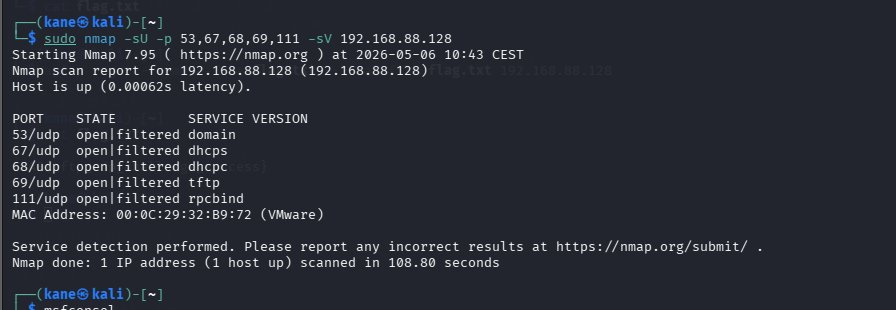 cat flag.txt
┌──(kane㉿kali)-[~]
└─$ sudo nmap -sU -p 53,67,68,69,111 -sV 192.168.88.128
Starting Nmap 7.95 ( https://nmap.org ) at 2026-05-06 10:43 CEST
Nmap scan report for 192.168.88.128 (192.168.88.128)
Host is up (0.00062s latency).

PORT    STATE         SERVICE VERSION
53/udp  open|filtered domain
67/udp  open|filtered dhcps
68/udp  open|filtered dhcpc
69/udp  open|filtered tftp
111/udp open|filtered rpcbind
MAC Address: 00:0C:29:32:B9:72 (VMware)

Service detection performed. Please report any incorrect results at https://nmap.org/submit/ .
Nmap done: 1 IP address (1 host up) scanned in 108.80 seconds

┌──(kane㉿kali)-[~]